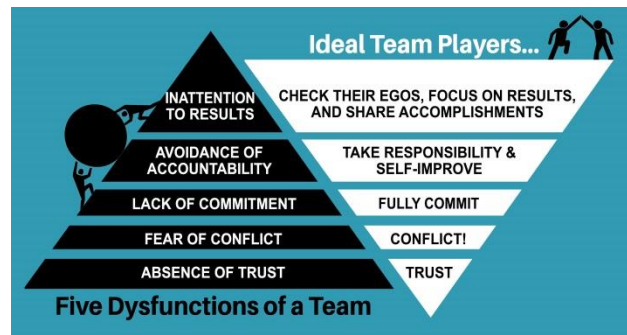 Ideal Team Players...
INATTENTION
TO RESULTS
CHECK THEIR EGOS, FOCUS ON RESULTS,
AND SHARE ACCOMPLISHMENTS
AVOIDANCE OF
ACCOUNTABILITY
TAKE RESPONSIBILITY &
SELF-IMPROVE
LACK OF COMMITMENT
FULLY COMMIT
FEAR OF CONFLICT
CONFLICT!
ABSENCE OF TRUST
TRUST
Five Dysfunctions of a Team